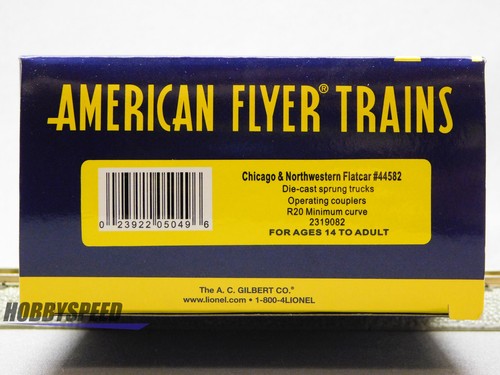 AMERICAN FLYER® TRAINS
Chicago & Northwestern Flatcar #44582
Die-cast sprung trucks
Operating couplers
R20 Minimum curve
2319082
FOR AGES 14 TO ADULT
0 23922 05049 6
The A. C. GILBERT CO.®
www.lionel.com • 1-800-4LIONEL
HOBBYSPEED